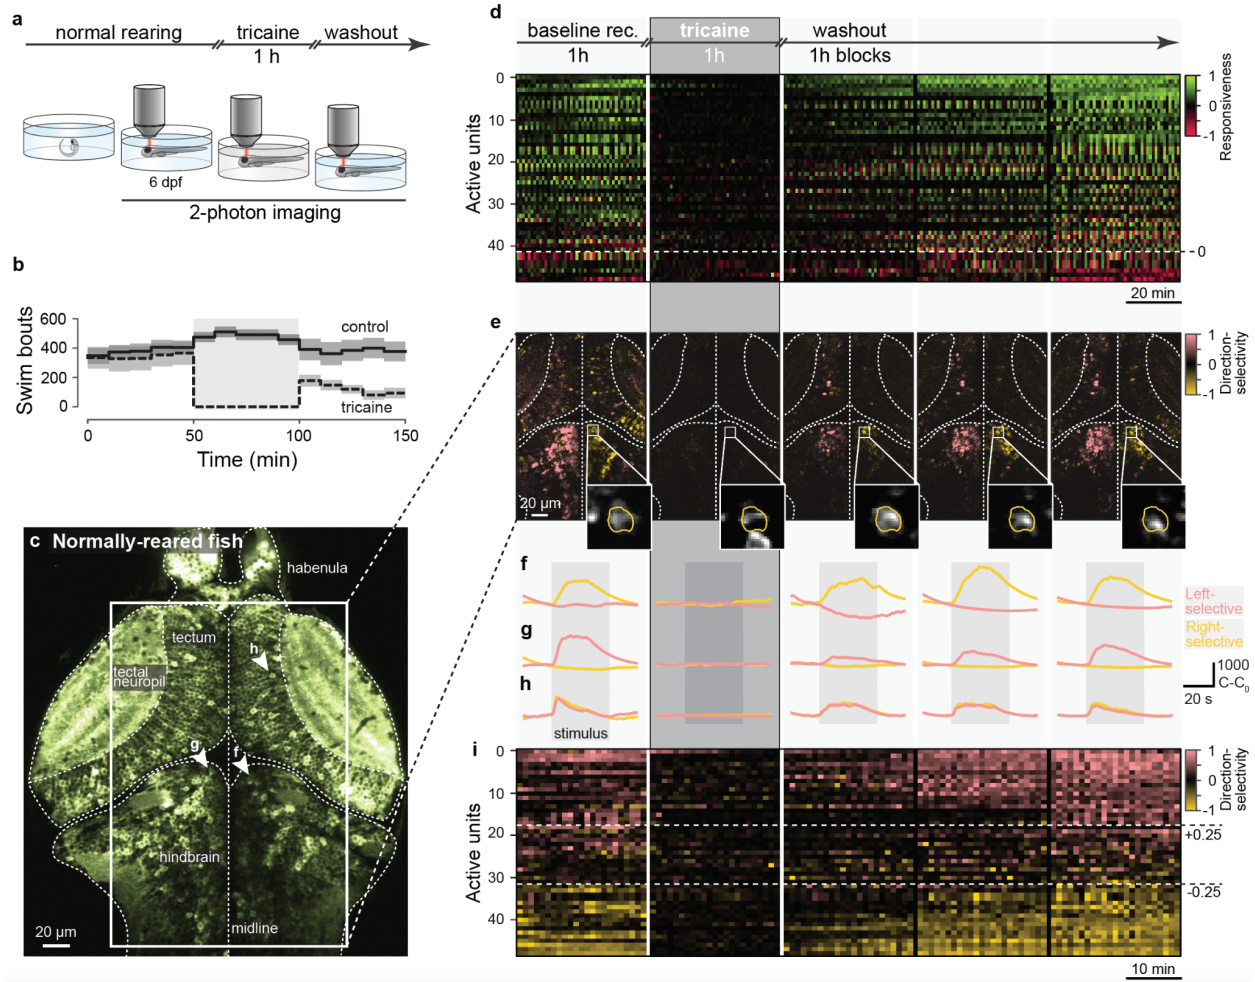 a
normal rearing
tricaine
washout
1 h
6 dpf
2-photon imaging
b
Swim bouts
600
400
200
0
control
tricaine
0
50
100
150
Time (min)
c Normally-reared fish
habenula
tectum
tectal
neuropil
h
g
f
hindbrain
midline
20 µm
d
baseline rec.
tricaine
washout
1h
1h
1h blocks
Active units
0
10
20
30
40
0
1
0
-1
Responsiveness
20 min
e
20 µm
1
0
-1
Direction-
selectivity
f
g
h
stimulus
Left-
selective
Right-
selective
1000
C-C0
20 s
i
Active units
0
10
20
30
40
1
0
-1
Direction-
selectivity
+0.25
-0.25
10 min